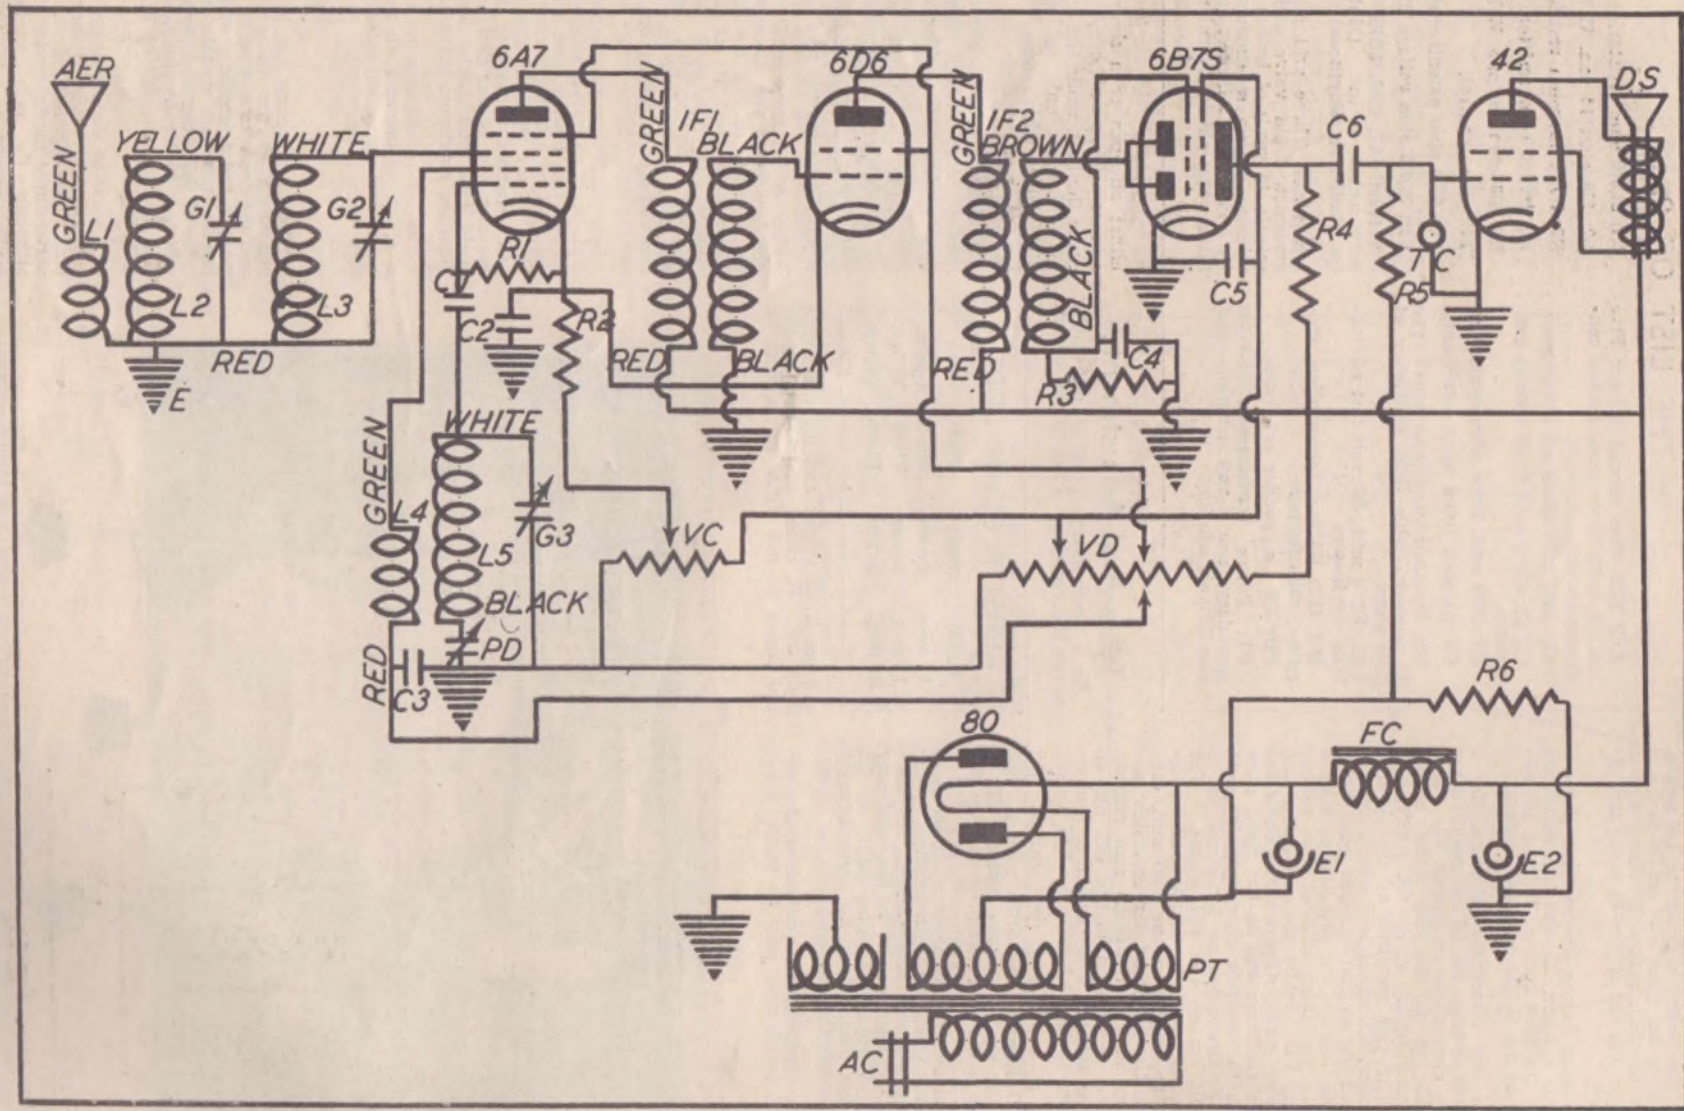 AER
GREEN
L1
YELLOW
G1
L2
RED
E
WHITE
G2
L3
6A7
R1
C1
C2
R2
GREEN
L4
RED
C3
WHITE
G3
L5
BLACK
PD
GREEN
IF1
BLACK
RED
BLACK
6D6
GREEN
IF2
BROWN
BLACK
RED
C4
R3
6B7S
C5
R4
C6
R5
TC
42
DS
VC
VD
80
R6
FC
E1
E2
PT
AC